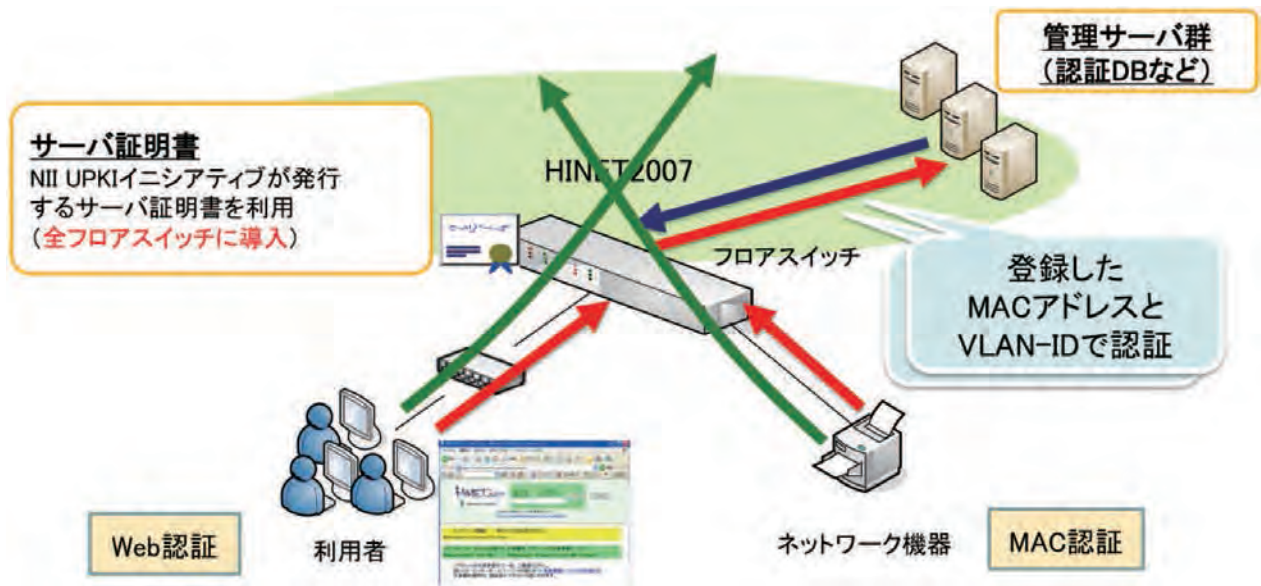 管理サーバ群
(認証DBなど)
サーバ証明書
NII UPKIイニシアティブが発行
するサーバ証明書を利用
(全フロアスイッチに導入)
HINET2007
フロアスイッチ
登録した
MACアドレスと
VLAN-IDで認証
Web認証
利用者
ネットワーク機器
MAC認証